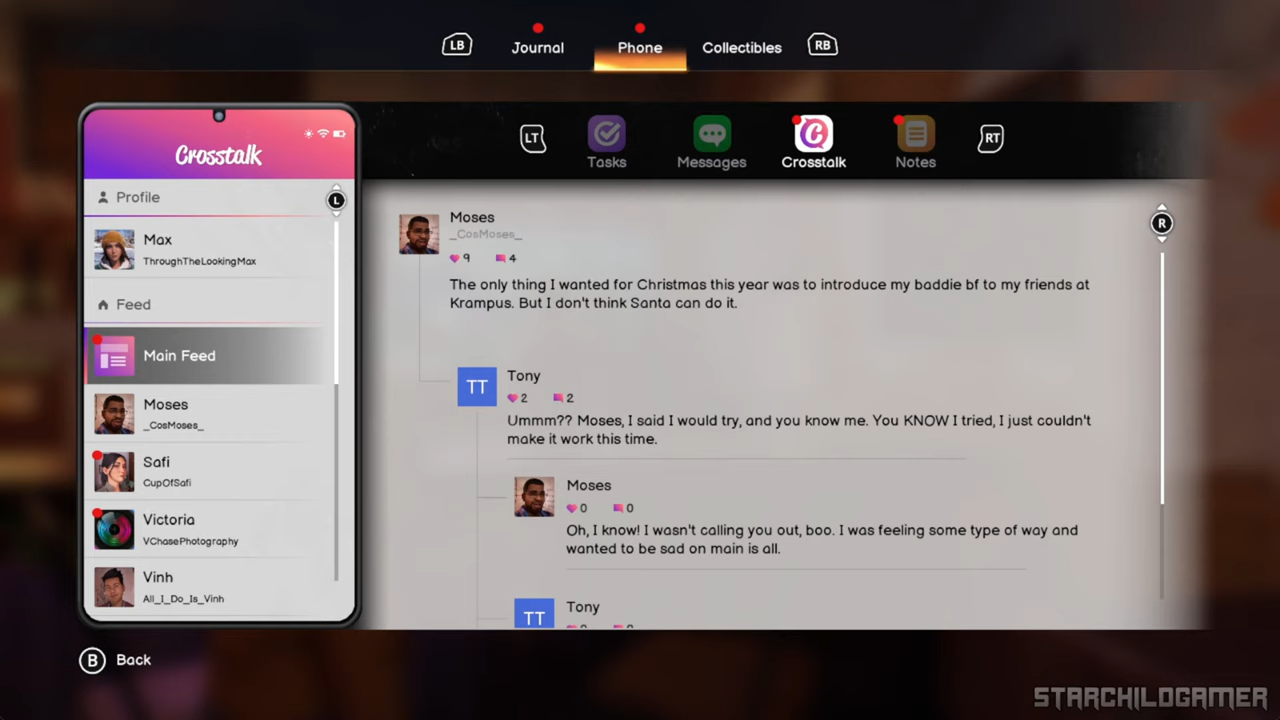 LB
Journal
Phone
Collectibles
RB
Crosstalk
Profile
L
Max
ThroughTheLookingMax
Feed
Main Feed
Moses
_CosMoses_
Safi
CupOfSafi
Victoria
VChasePhotography
Vinh
All_I_Do_Is_Vinh
LT
Tasks
Messages
Crosstalk
Notes
RT
R
Moses
_CosMoses_
9 4
The only thing I wanted for Christmas this year was to introduce my baddie bf to my friends at
Krampus. But I don't think Santa can do it.
TT
Tony
2 2
Ummm?? Moses, I said I would try, and you know me. You KNOW I tried, I just couldn't
make it work this time.
Moses
0 0
Oh, I know! I wasn't calling you out, boo. I was feeling some type of way and
wanted to be sad on main is all.
TT
Tony
B Back
STARCHILDGAMER